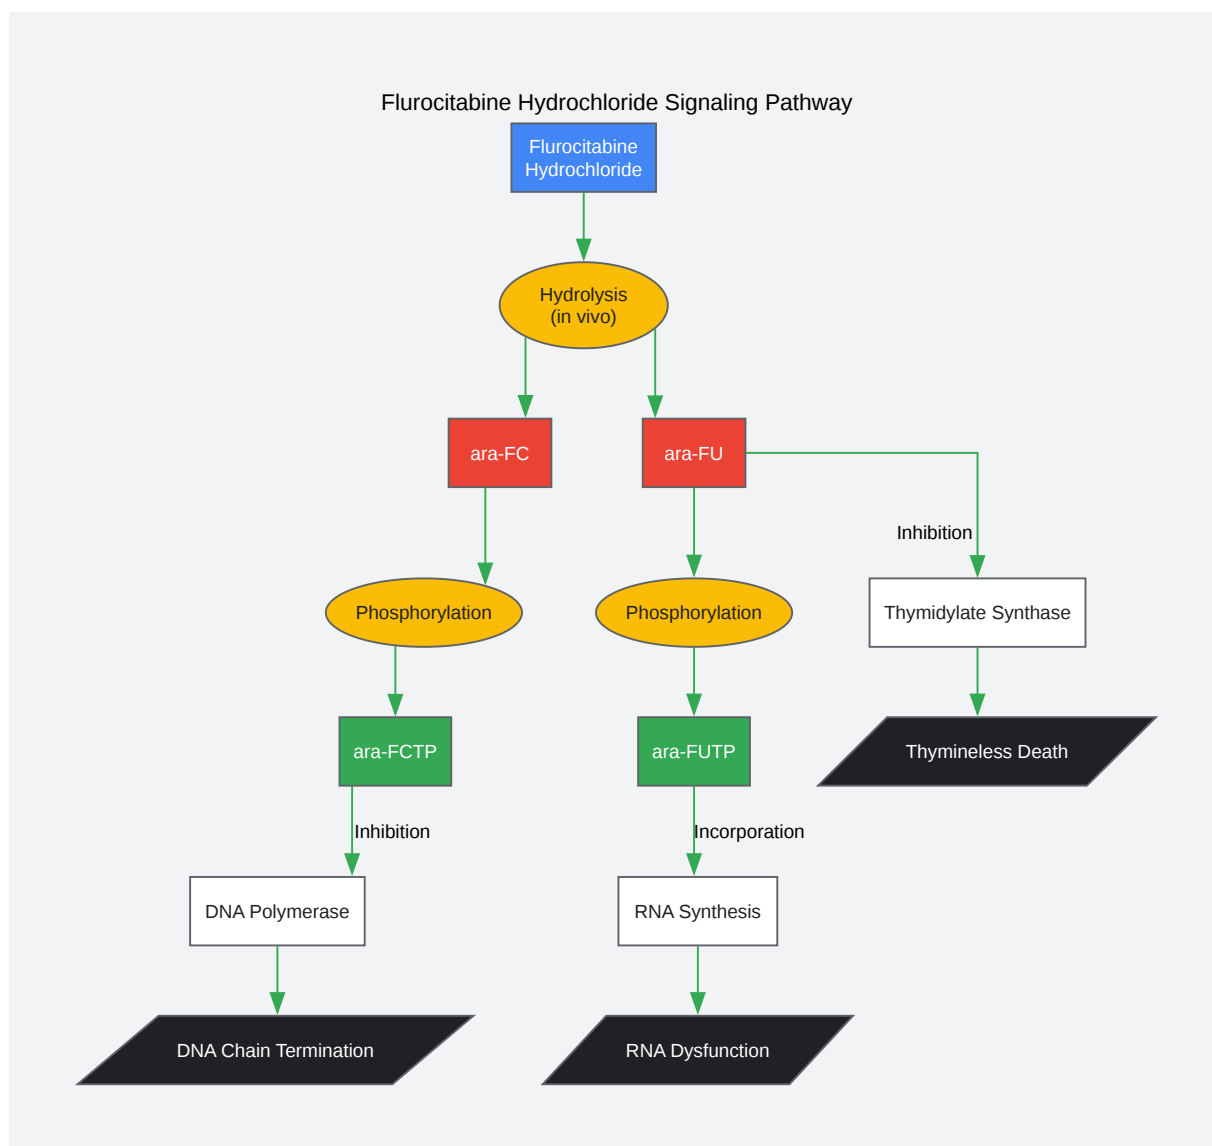 Flurocitabine Hydrochloride Signaling Pathway
Flurocitabine
Hydrochloride
Hydrolysis
(in vivo)
ara-FC
ara-FU
Inhibition
Phosphorylation
Phosphorylation
Thymidylate Synthase
ara-FCTP
ara-FUTP
Thymineless Death
Inhibition
Incorporation
DNA Polymerase
RNA Synthesis
DNA Chain Termination
RNA Dysfunction